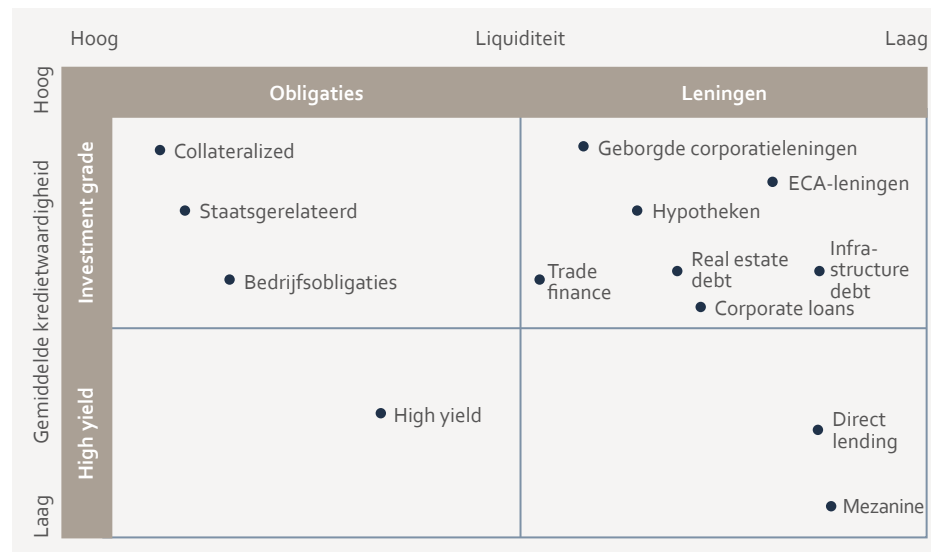 Hoog
Liquiditeit
Laag
Hoog
Gemiddelde kredietwaardigheid
Laag
Obligaties
Leningen
Investment grade
High yield
Collateralized
Staatsgerelateerd
Bedrijfsobligaties
Geborgde corporatieleningen
ECA-leningen
Hypotheken
Trade
finance
Real estate
debt
Infra-
structure
debt
Corporate loans
High yield
Direct
lending
Mezanine